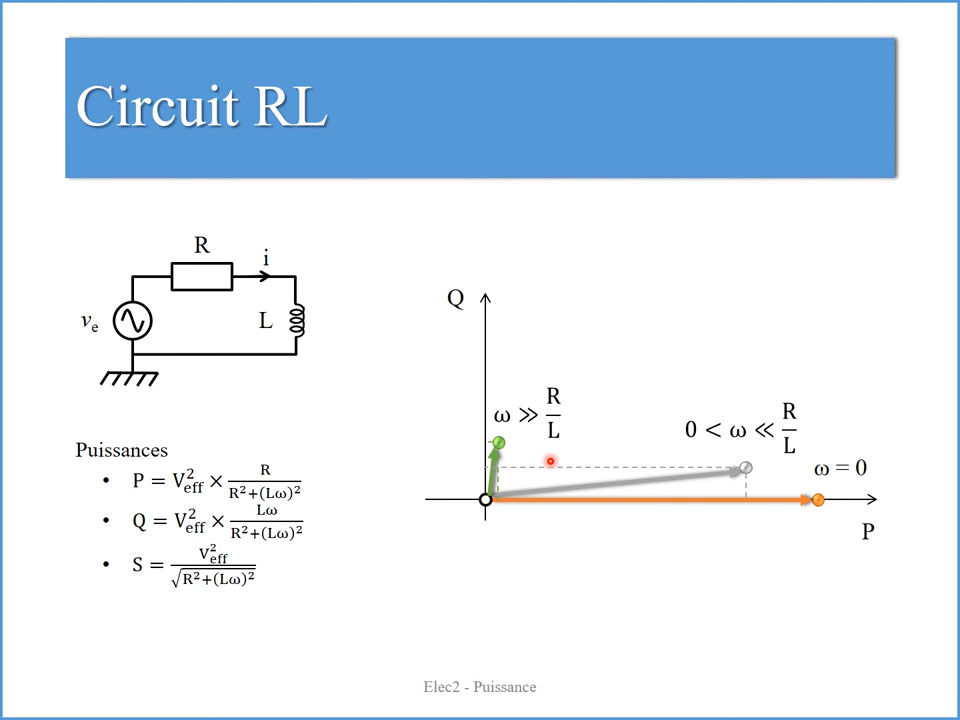 Circuit RL
R
i
L
vₑ
Q
ω ≫ R/L
0 < ω ≪ R/L
ω = 0
P
Puissances
• P = V²eff × R/(R²+(Lω)²)
• Q = V²eff × Lω/(R²+(Lω)²)
• S = V²eff/√(R²+(Lω)²)
Elec2 - Puissance